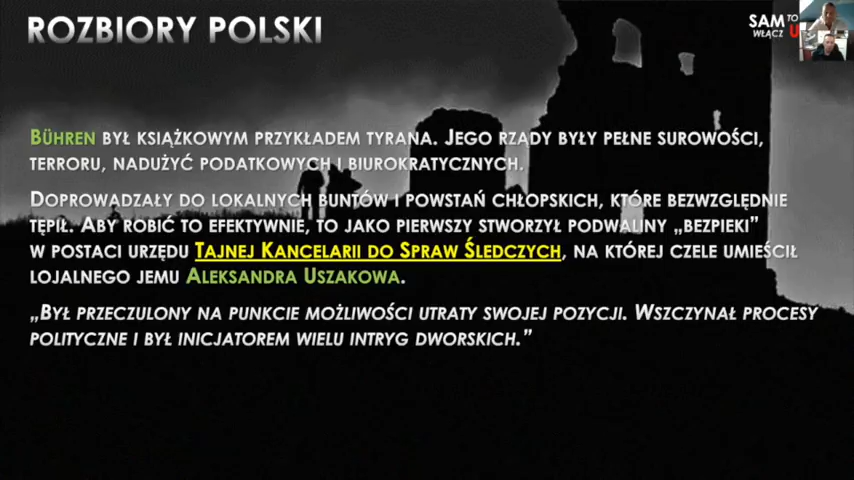 ROZBIORY POLSKI
SAM TO
WŁĄCZ U
BÜHREN BYŁ KSIĄŻKOWYM PRZYKŁADEM TYRANA. JEGO RZĄDY BYŁY PEŁNE SUROWOŚCI,
TERRORU, NADUŻYĆ PODATKOWYCH I BIUROKRATYCZNYCH.
DOPROWADZAŁY DO LOKALNYCH BUNTÓW I POWSTAŃ CHŁOPSKICH, KTÓRE BEZWZGLĘDNIE
TĘPIŁ. ABY ROBIĆ TO EFEKTYWNIE, TO JAKO PIERWSZY STWORZYŁ PODWALINY „BEZPIEKI”
W POSTACI URZĘDU TAJNEJ KANCELARII DO SPRAW ŚLEDCZYCH, NA KTÓREJ CZELE UMIEŚCIŁ
LOJALNEGO JEMU ALEKSANDRA USZAKOWA.
„BYŁ PRZECZULONY NA PUNKCIE MOŻLIWOŚCI UTRATY SWOJEJ POZYCJI. WSZCZYNAŁ PROCESY
POLITYCZNE I BYŁ INICJATOREM WIELU INTRYG DWORSKICH.”